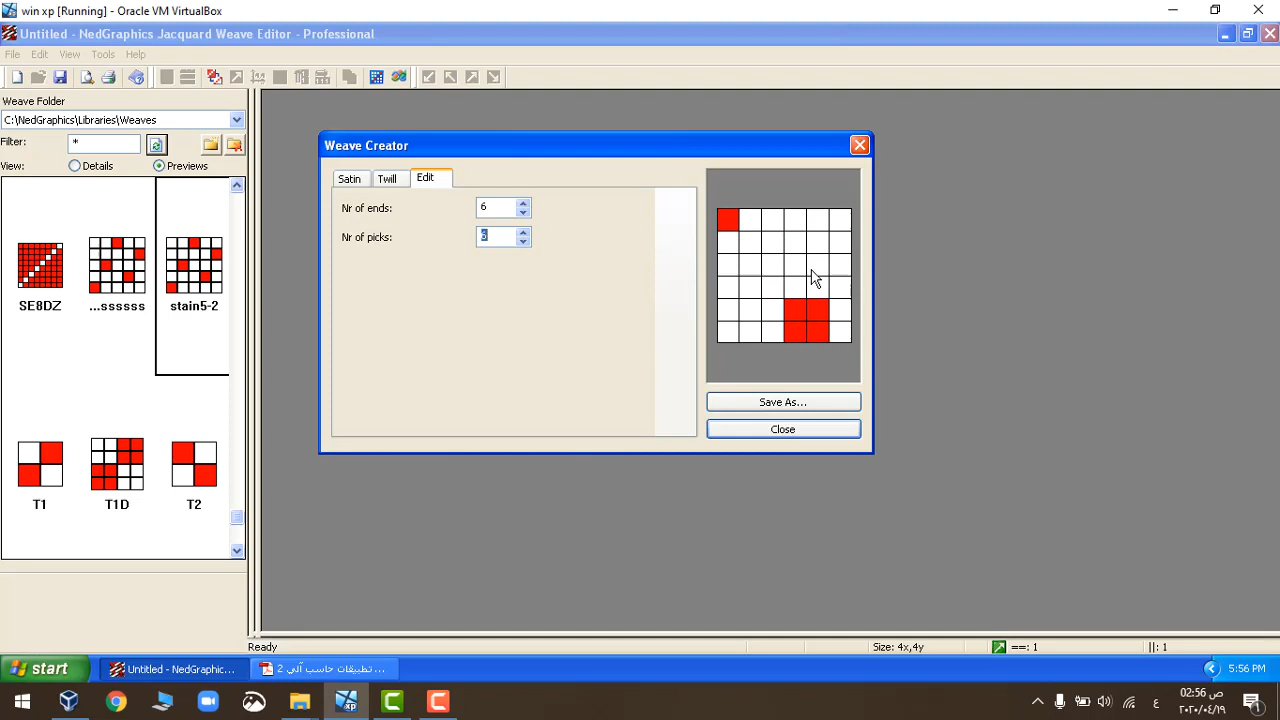 win xp [Running] - Oracle VM VirtualBox
Untitled - NedGraphics Jacquard Weave Editor - Professional
File Edit View Tools Help
Weave Folder
C:\NedGraphics\Libraries\Weaves
Filter: *
View: Details Previews
SE8DZ ...ssssss stain5-2
T1 T1D T2
Weave Creator
Satin Twill Edit
Nr of ends: 6
Nr of picks: 6
Save As...
Close
Ready Size: 4x,4y ==: 1 ||: 1
start Untitled - NedGraphic... تطبيقات حاسب آلي 2 ... 5:56 PM
xp ع 02:56 ص
٢٠٢٠/٠٤/١٩
1